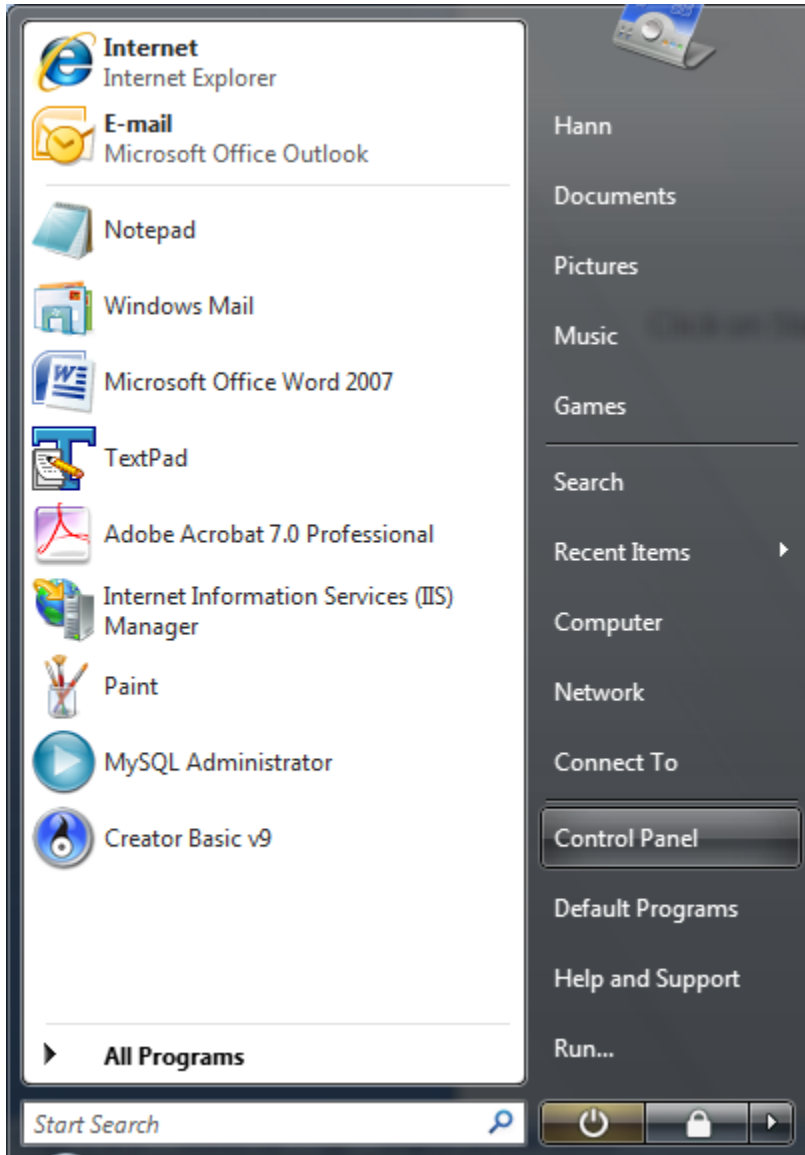 Internet
Internet Explorer
E-mail
Microsoft Office Outlook
Notepad
Windows Mail
Microsoft Office Word 2007
TextPad
Adobe Acrobat 7.0 Professional
Internet Information Services (IIS)
Manager
Paint
MySQL Administrator
Creator Basic v9
All Programs
Start Search
Hann
Documents
Pictures
Music
Games
Search
Recent Items
Computer
Network
Connect To
Control Panel
Default Programs
Help and Support
Run...